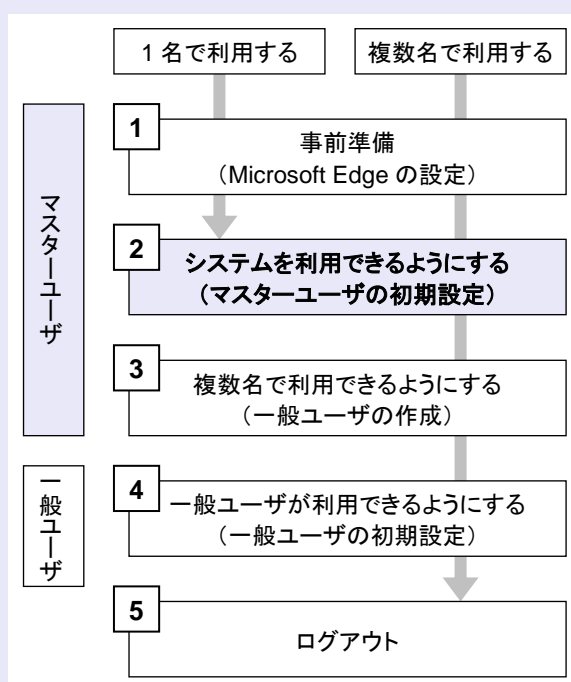 1 名で利用する
複数名で利用する
マスターユーザ
1
事前準備
（Microsoft Edge の設定）
2
システムを利用できるようにする
（マスターユーザの初期設定）
3
複数名で利用できるようにする
（一般ユーザの作成）
一般ユーザ
4
一般ユーザが利用できるようにする
（一般ユーザの初期設定）
5
ログアウト